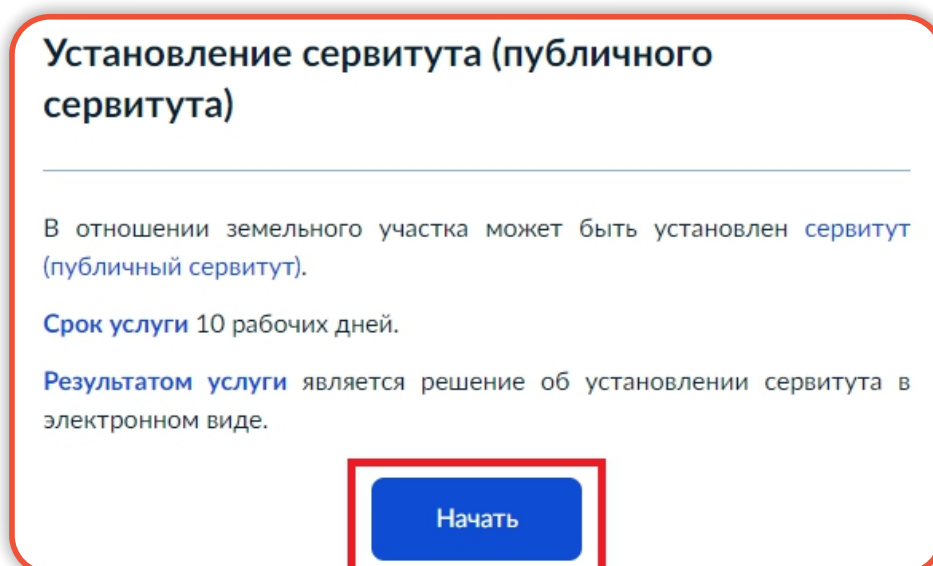 Установление сервитута (публичного
сервитута)
В отношении земельного участка может быть установлен сервитут
(публичный сервитут).
Срок услуги 10 рабочих дней.
Результатом услуги является решение об установлении сервитута в
электронном виде.
Начать